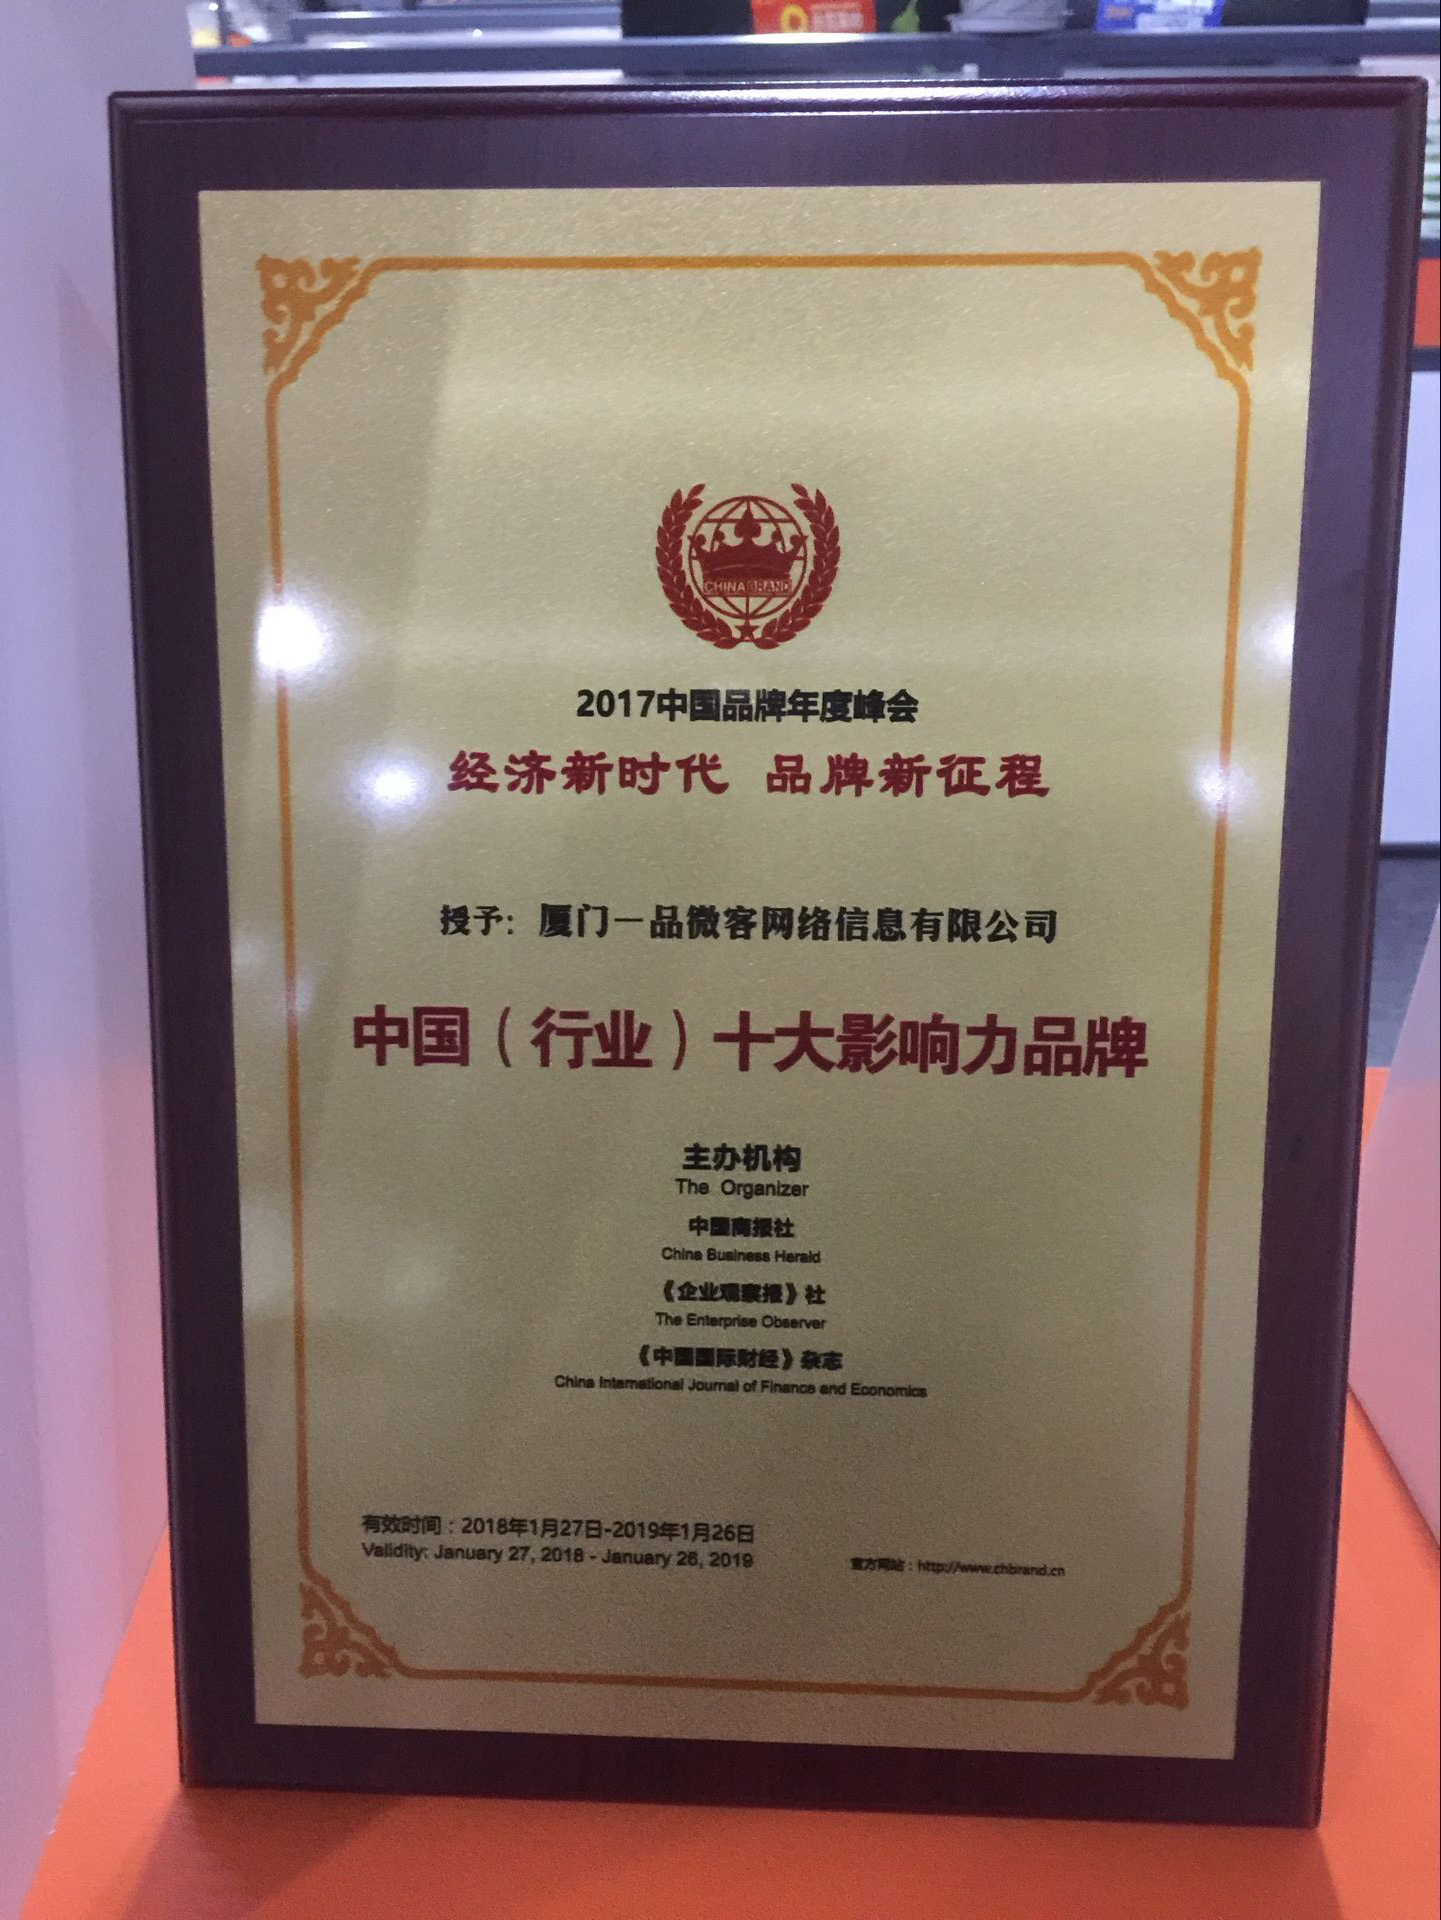 CHINA BRAND
2017中国品牌年度峰会
经济新时代 品牌新征程
授予：厦门一品微客网络信息有限公司
中国（行业）十大影响力品牌
主办机构
The Organizer
中国商报社
China Business Herald
《企业观察报》社
The Enterprise Observer
《中国国际财经》杂志
China International Journal of Finance and Economics
有效时间：2018年1月27日-2019年1月26日
Validity: January 27, 2018 - January 26, 2019
官方网站：http://www.chbrand.cn